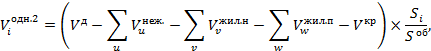 V_i^{одн.2} = (V^д − ∑_u V_u^{неж.} − ∑_v V_v^{жил.н} − ∑_w V_w^{жил.п} − V^{кр}) × S_i / S^{об},